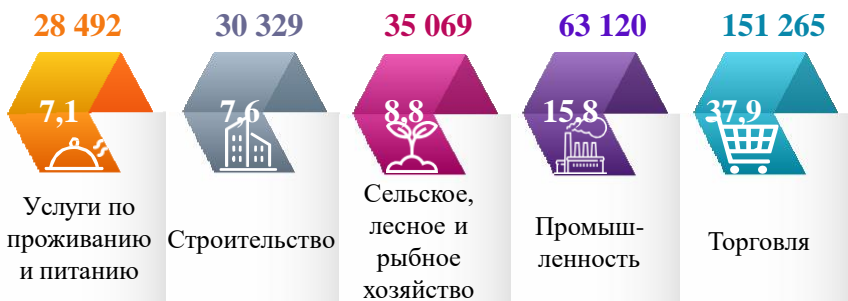 28 492
30 329
35 069
63 120
151 265
7,1
7,6
8,8
15,8
37,9
Услуги по
проживанию
и питанию
Строительство
Сельское,
лесное и
рыбное
хозяйство
Промыш-
ленность
Торговля